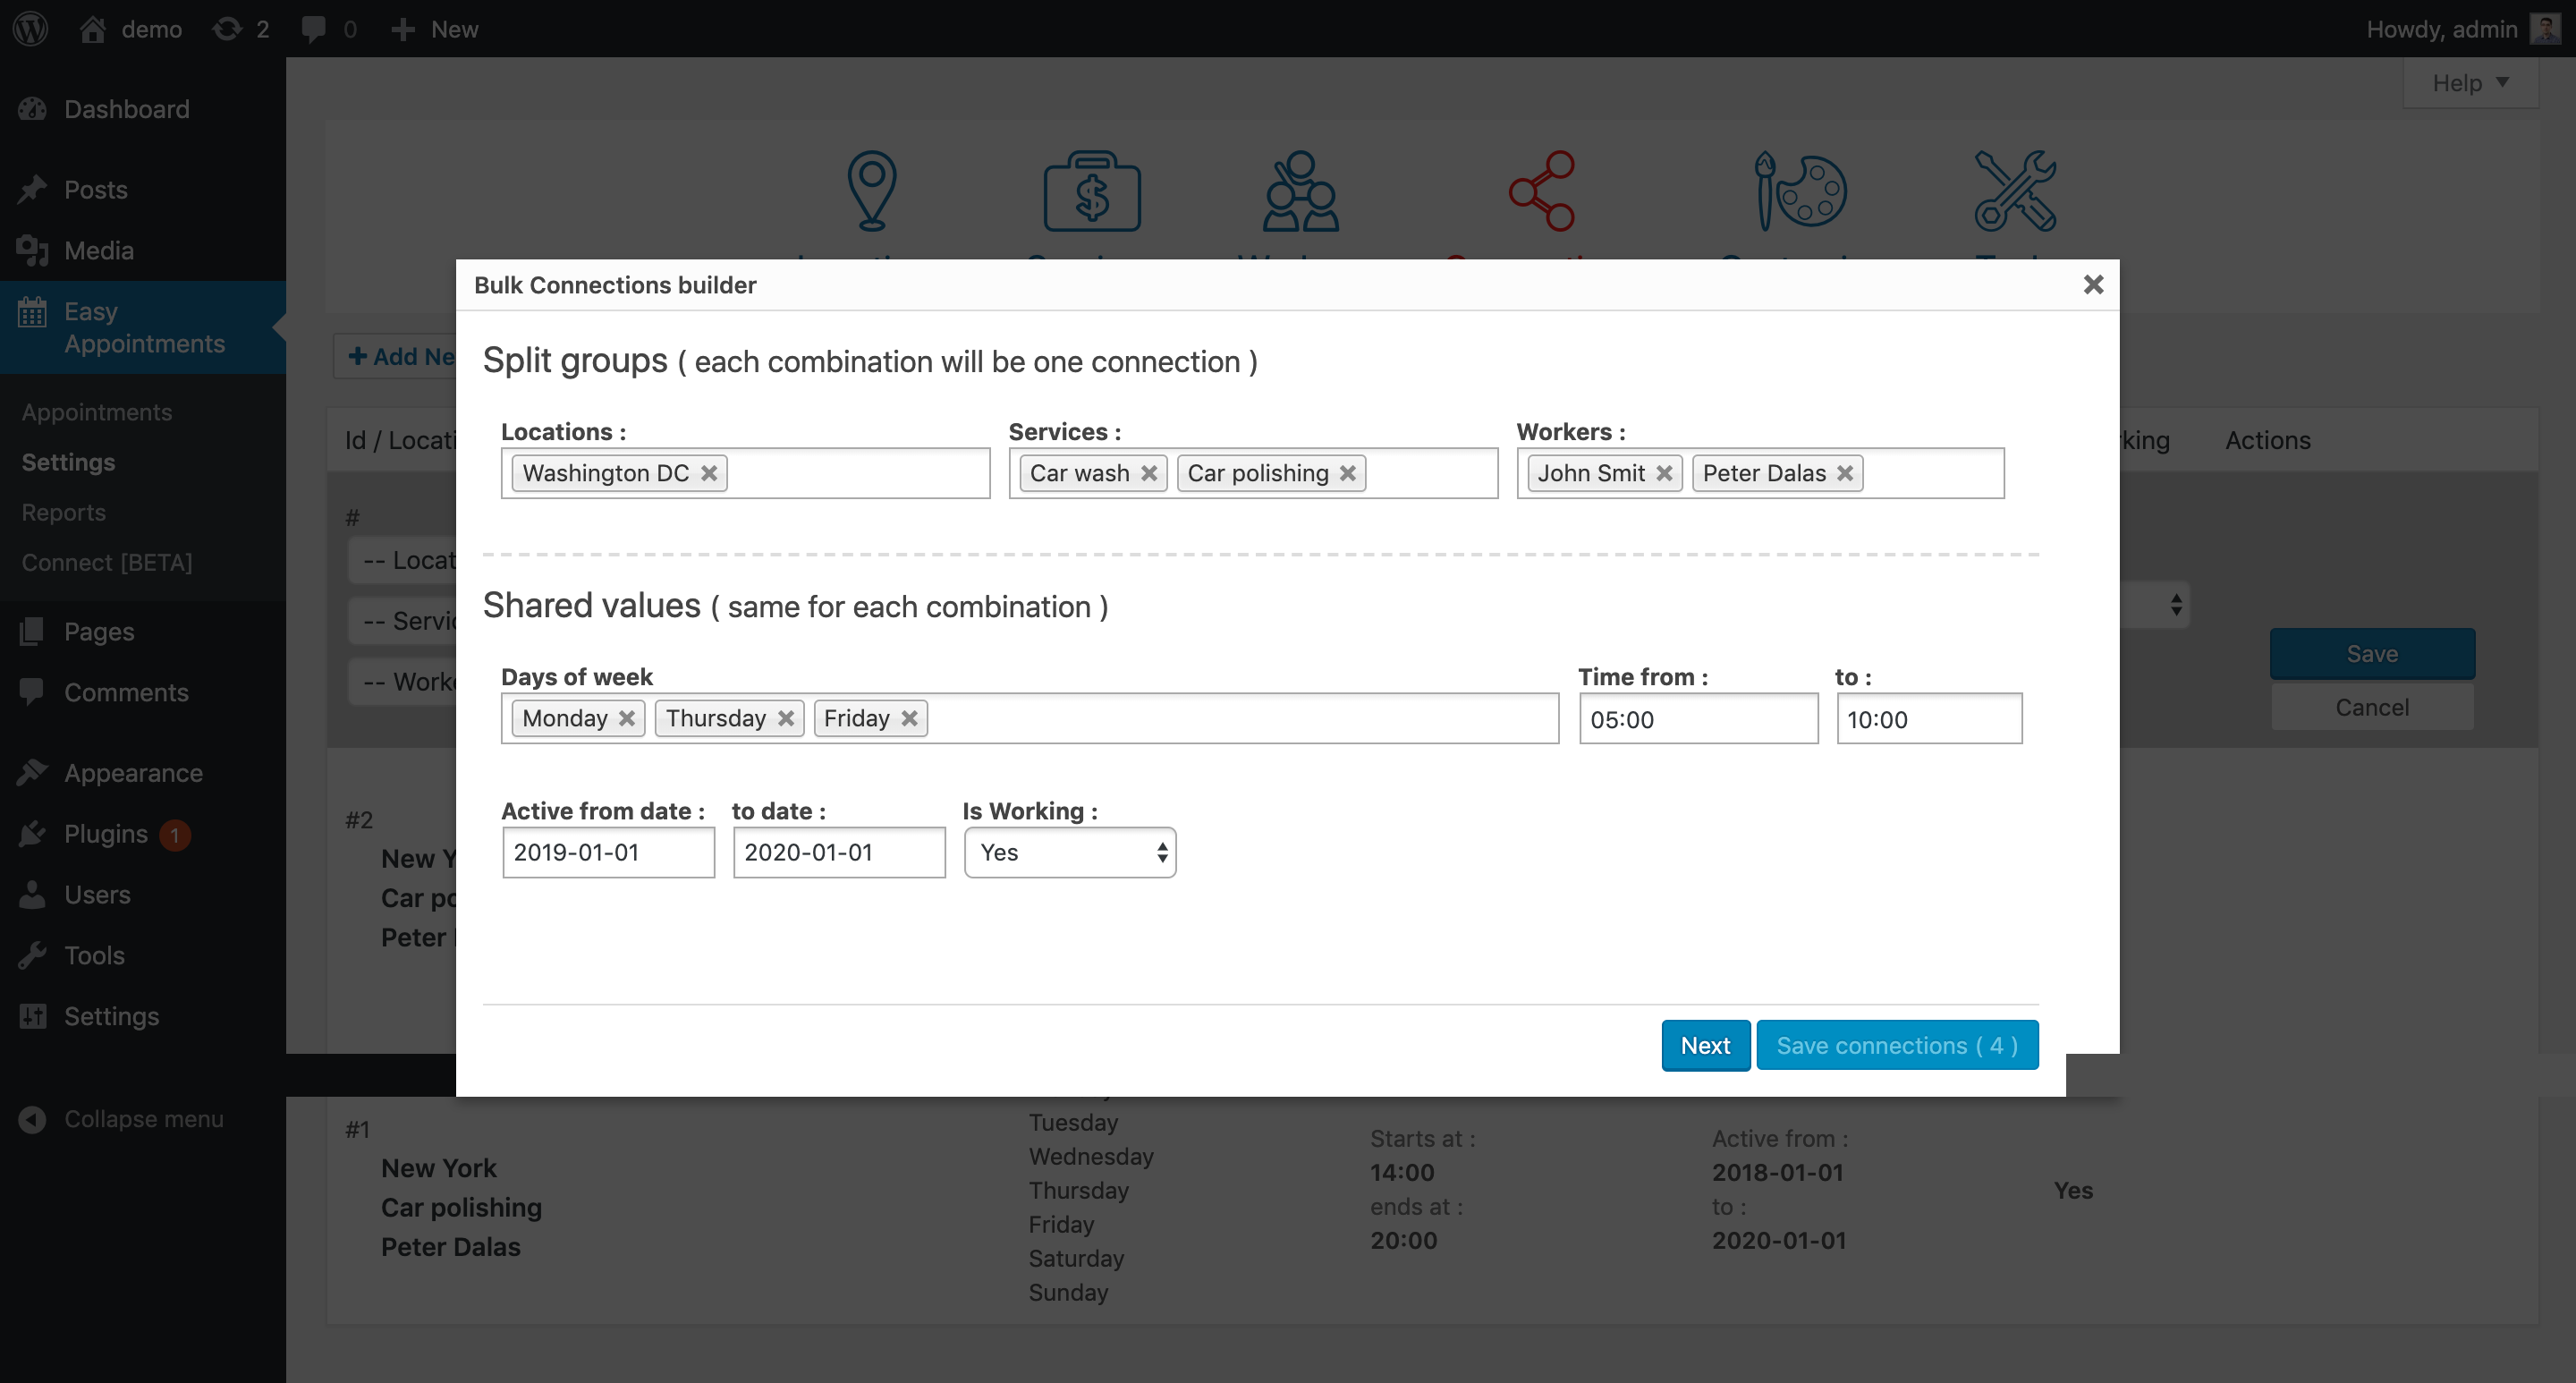 demo 2 0 New Howdy, admin
Help
Dashboard
Posts
Media
Easy
Appointments
Appointments
Settings
Reports
Connect [BETA]
Pages
Comments
Appearance
Plugins 1
Users
Tools
Settings
Collapse menu
Add Ne
Id / Locati
king Actions
#
-- Locat
-- Servic
-- Worke
Save
Cancel
#2
New Y
Car po
Peter
Bulk Connections builder
Split groups ( each combination will be one connection )
Locations : Services : Workers :
Washington DC Car wash Car polishing John Smit Peter Dalas
Shared values ( same for each combination )
Days of week Time from : to :
Monday Thursday Friday 05:00 10:00
Active from date : to date : Is Working :
2019-01-01 2020-01-01 Yes
Next Save connections ( 4 )
#1
New York
Car polishing
Peter Dalas
Tuesday
Wednesday
Thursday
Friday
Saturday
Sunday
Starts at :
14:00
ends at :
20:00
Active from :
2018-01-01
to :
2020-01-01
Yes